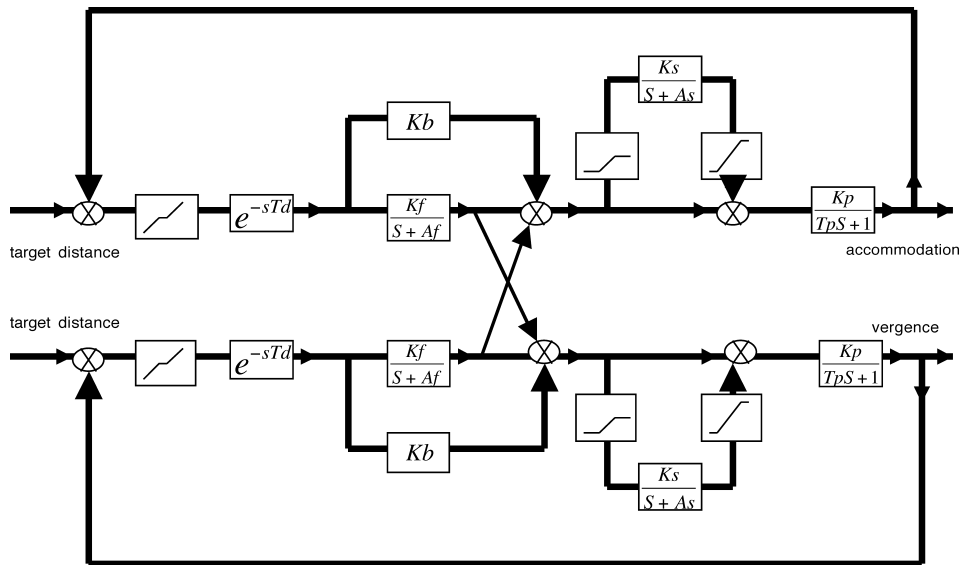 Ks
S + As
Kb
e^{-sTd}
Kf
S + Af
Kp
TpS + 1
target distance
accommodation
target distance
vergence
e^{-sTd}
Kf
S + Af
Kp
TpS + 1
Kb
Ks
S + As